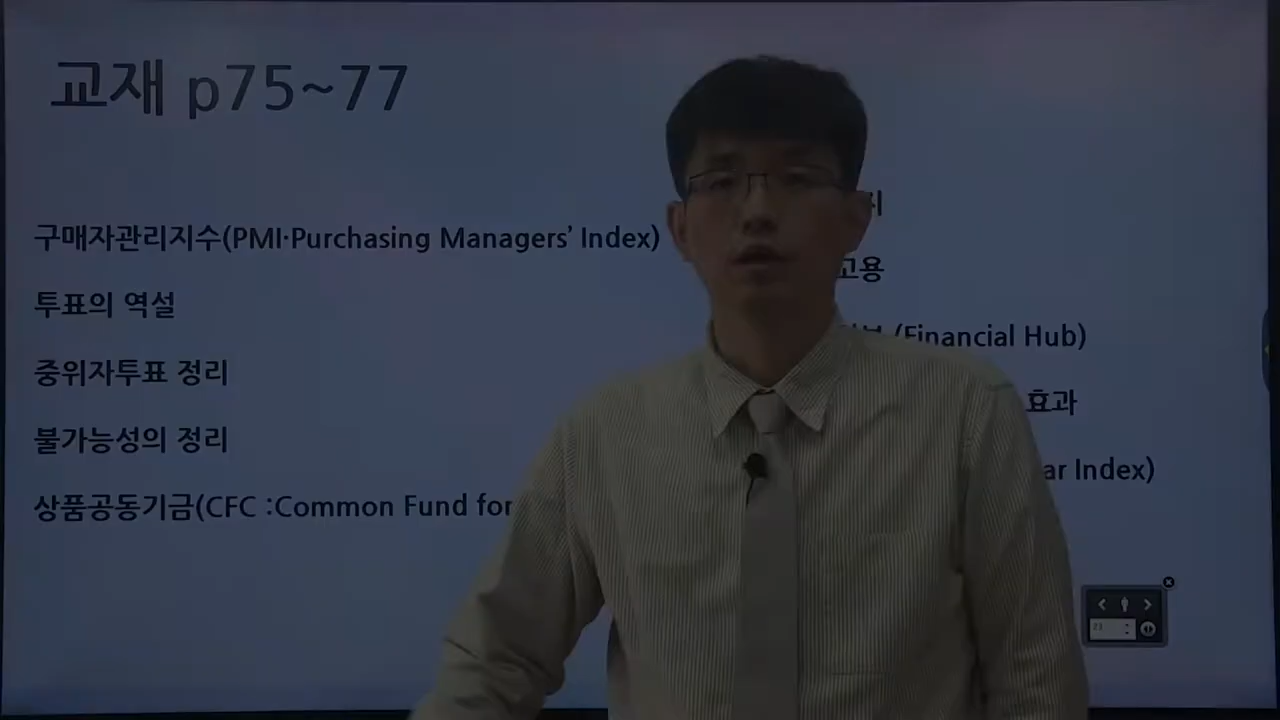 교재 p75~77
구매자관리지수(PMI·Purchasing Managers’ Index)
투표의 역설
중위자투표 정리
불가능성의 정리
상품공동기금(CFC :Common Fund for
고용
(Financial Hub)
효과
Index)
21